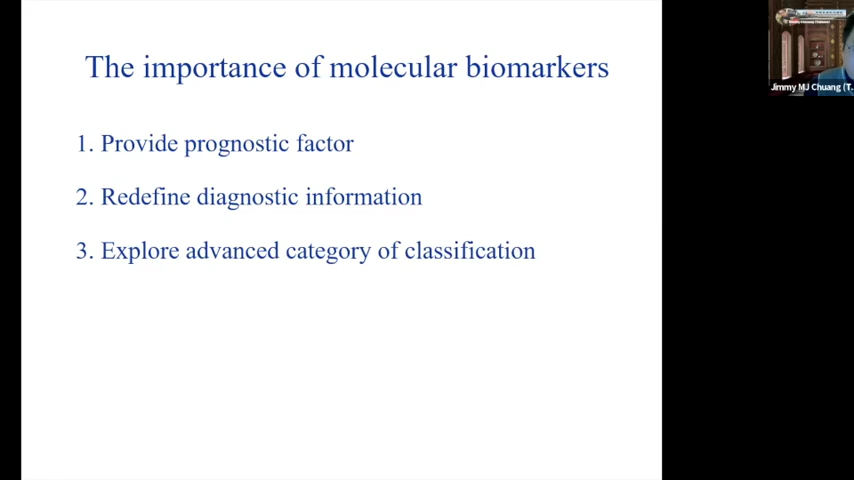 The importance of molecular biomarkers
1. Provide prognostic factor
2. Redefine diagnostic information
3. Explore advanced category of classification
Jimmy MJ Chuang (T.